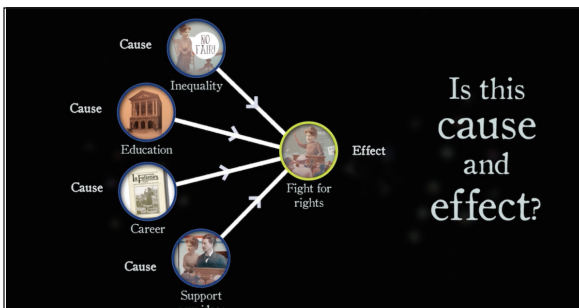 Cause
NO
FAIR!
Inequality
Cause
Education
Cause
Career
Cause
Support
Effect
Fight for
rights
Is this
cause
and
effect?